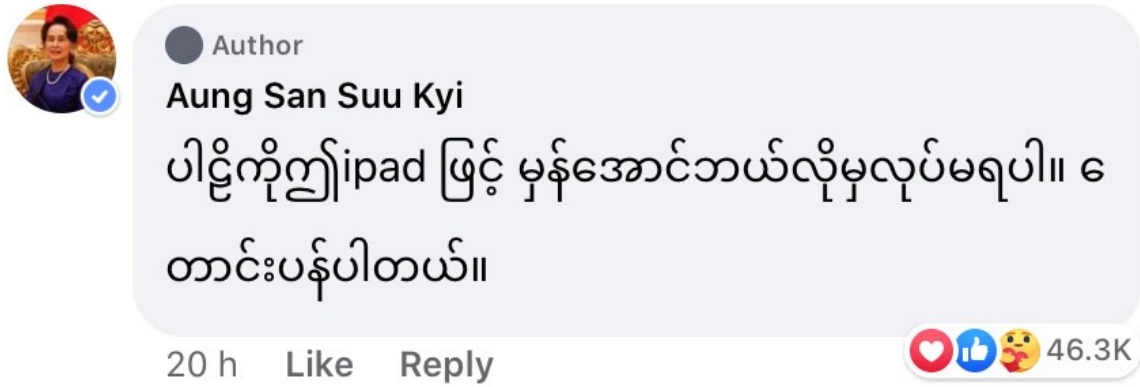 Author
Aung San Suu Kyi
ပါဠိကိုဤipad ဖြင့် မှန်အောင်ဘယ်လိုမှလုပ်မရပါ။ ေ
တာင်းပန်ပါတယ်။
20 h Like Reply 46.3K